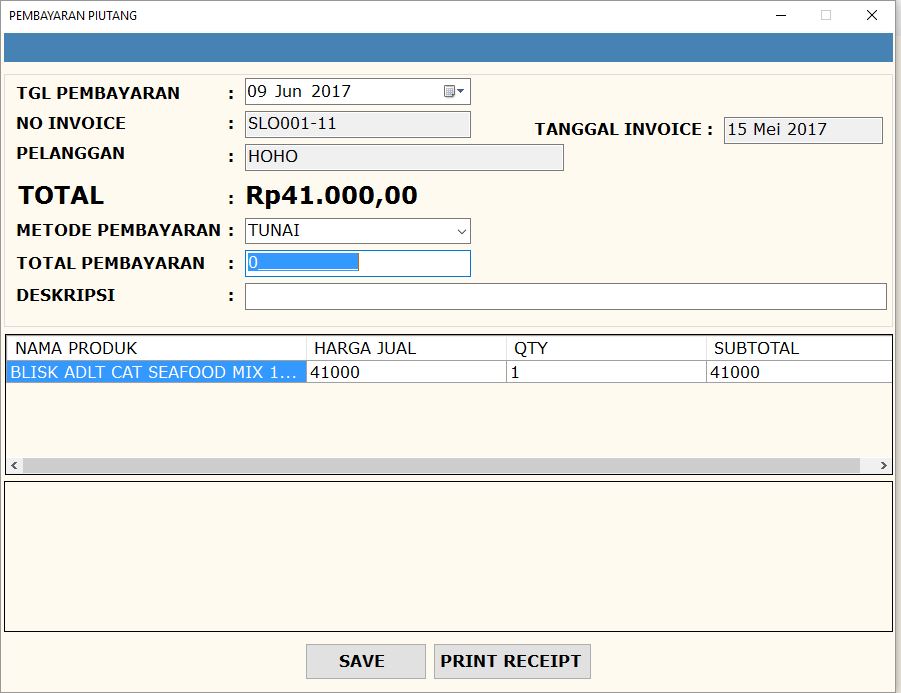 PEMBAYARAN PIUTANG
TGL PEMBAYARAN : 09 Jun 2017
NO INVOICE : SLO001-11
TANGGAL INVOICE : 15 Mei 2017
PELANGGAN : HOHO
TOTAL : Rp41.000,00
METODE PEMBAYARAN : TUNAI
TOTAL PEMBAYARAN : 0____________
DESKRIPSI :
NAMA PRODUK HARGA JUAL QTY SUBTOTAL
BLISK ADLT CAT SEAFOOD MIX 1... 41000 1 41000
SAVE PRINT RECEIPT